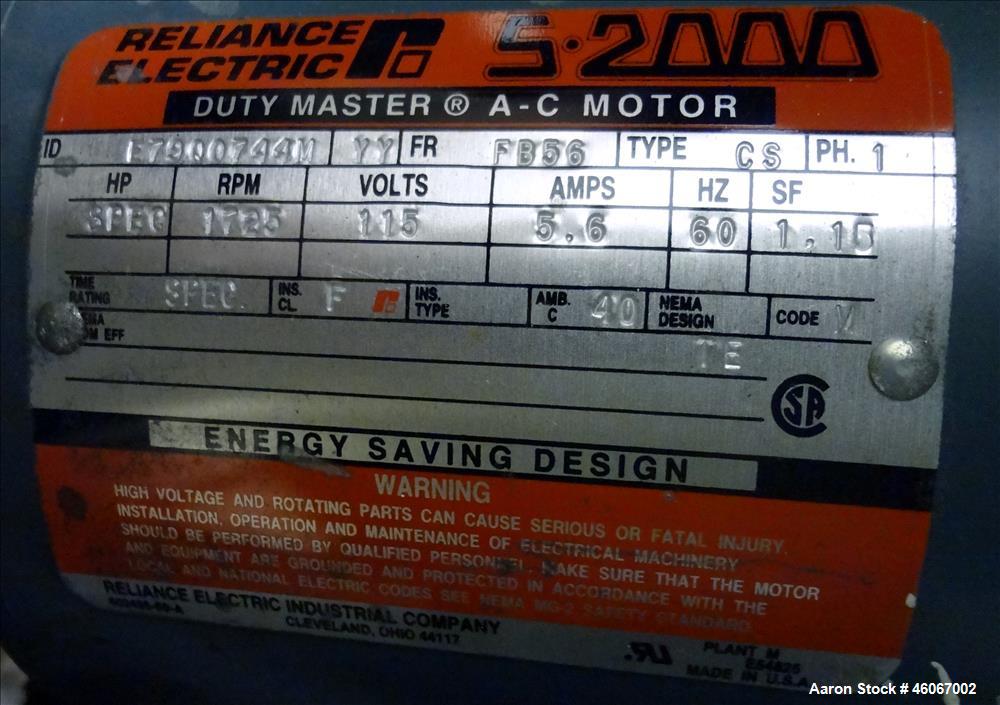 RELIANCE
ELECTRIC
S·2000
DUTY MASTER ® A-C MOTOR
ID E7900744M YY FR FB56 TYPE CS PH. 1
HP RPM VOLTS AMPS HZ SF
SPEC 1725 115 5.6 60 1.15
TIME RATING SPEC INS. CL F INS. TYPE AMB. C 40 NEMA DESIGN CODE
EFF TE
SA
ENERGY SAVING DESIGN
WARNING
HIGH VOLTAGE AND ROTATING PARTS CAN CAUSE SERIOUS OR FATAL INJURY.
INSTALLATION, OPERATION AND MAINTENANCE OF ELECTRICAL MACHINERY
SHOULD BE PERFORMED BY QUALIFIED PERSONNEL. MAKE SURE THAT THE MOTOR
AND EQUIPMENT ARE GROUNDED AND PROTECTED IN ACCORDANCE WITH THE
LOCAL AND NATIONAL ELECTRIC CODES SEE NEMA MG-2 SAFETY STANDARD.
RELIANCE ELECTRIC INDUSTRIAL COMPANY
CLEVELAND, OHIO 44117
PLANT M
E54825
MADE IN U.S.A.
Aaron Stock # 46067002